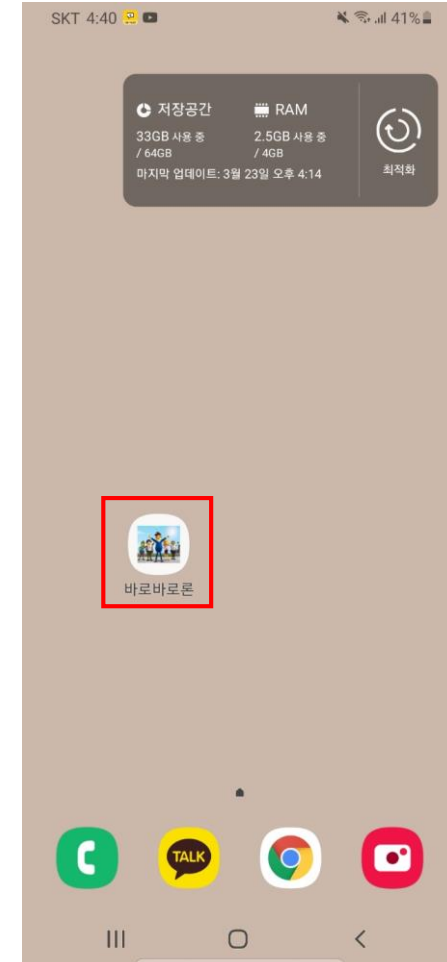 SKT 4:40 41%
저장공간 RAM
33GB 사용 중 2.5GB 사용 중
/ 64GB / 4GB
마지막 업데이트: 3월 23일 오후 4:14
최적화
바로바로론
TALK